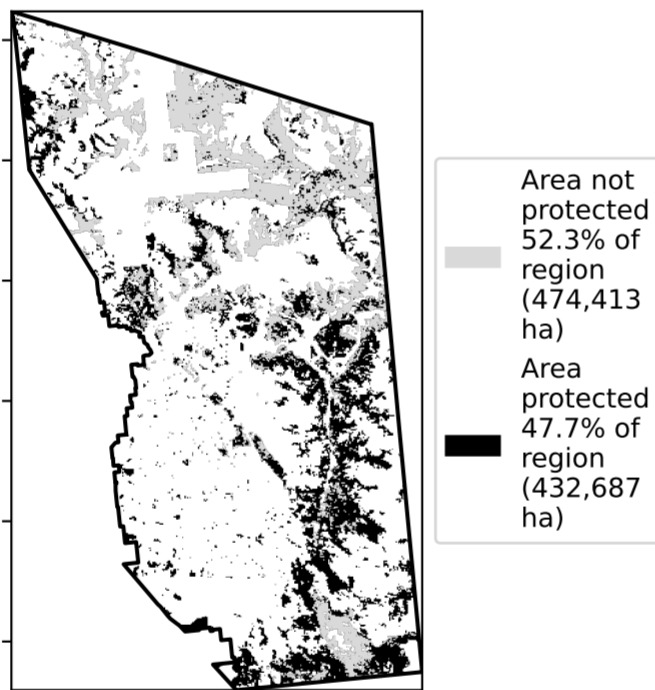 Area not
protected
52.3% of
region
(474,413
ha)
Area
protected
47.7% of
region
(432,687
ha)